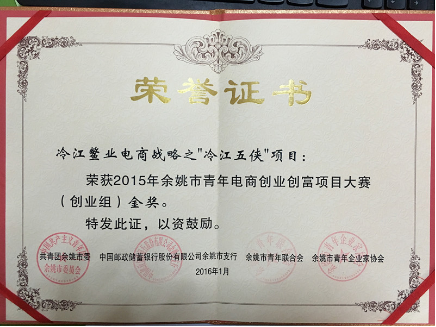 荣誉证书
冷江鳖业电商战略之"冷江五侠"项目：
荣获2015年余姚市青年电商创业创富项目大赛
（创业组）金奖。
特发此证，以资鼓励。
共青团余姚市委 中国邮政储蓄银行股份有限公司余姚市支行 余姚市青年联合会 余姚市青年企业家协会
2016年1月